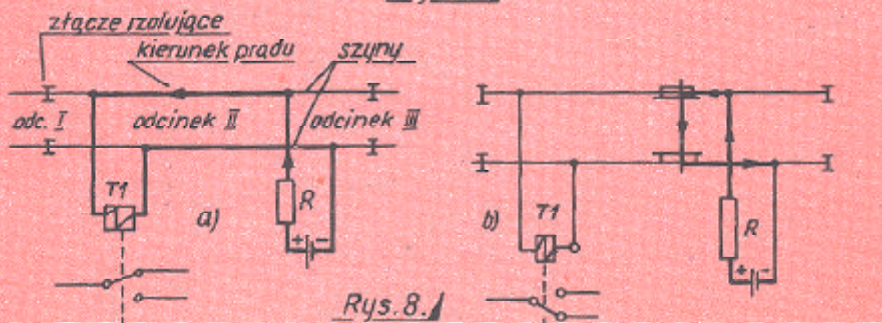 złącze izolujące
kierunek prądu
szyny
odc. I
odcinek II
odcinek III
T1
a)
R
+ -
b)
T1
R
+ -
Rys. 8.